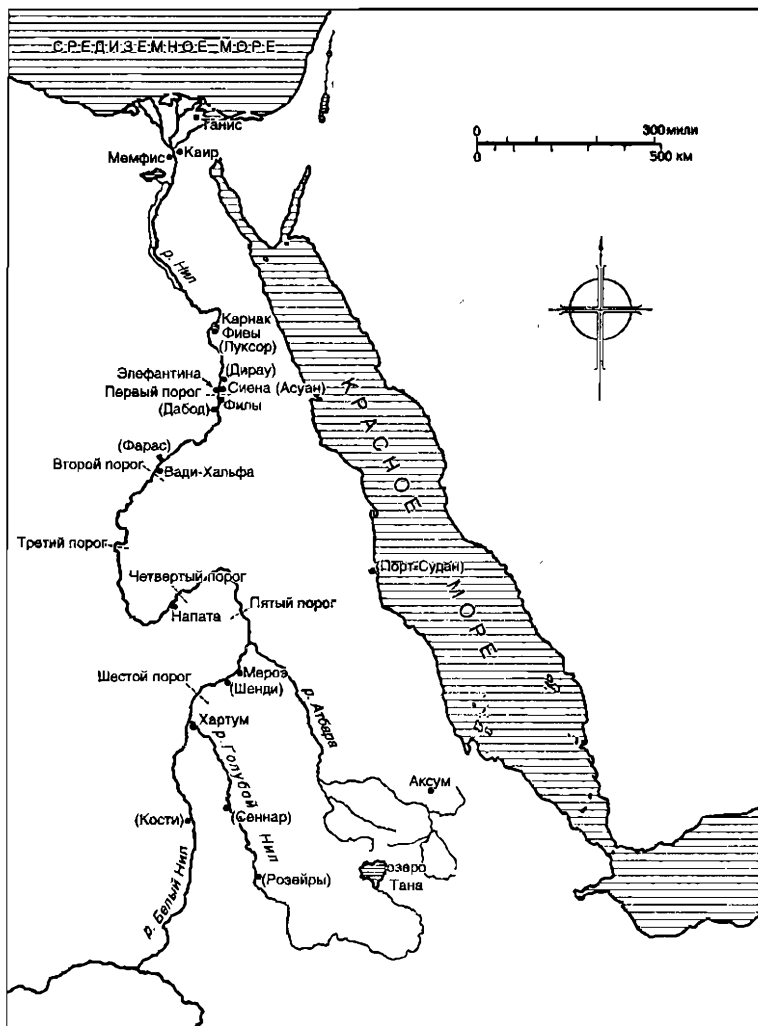 СРЕДИЗЕМНОЕ МОРЕ
Танис
0 300 мили
0 500 км
Мемфис
Каир
р. Нил
Карнак
Фивы
(Луксор)
(Дирау)
Элефантина
Сиена (Асуан)
Первый порог
(Дабод)
Филы
КРАСНОЕ МОРЕ
(Фарас)
Второй порог
Вади-Хальфа
Третий порог
(Порт-Судан)
Четвертый порог
Напата
Пятый порог
Мероэ
(Шенди)
Шестой порог
р. Атбара
Хартум
р. Голубой Нил
Аксум
(Кости)
(Сеннар)
озаро
Тана
(Розейры)
р. Белый Нил